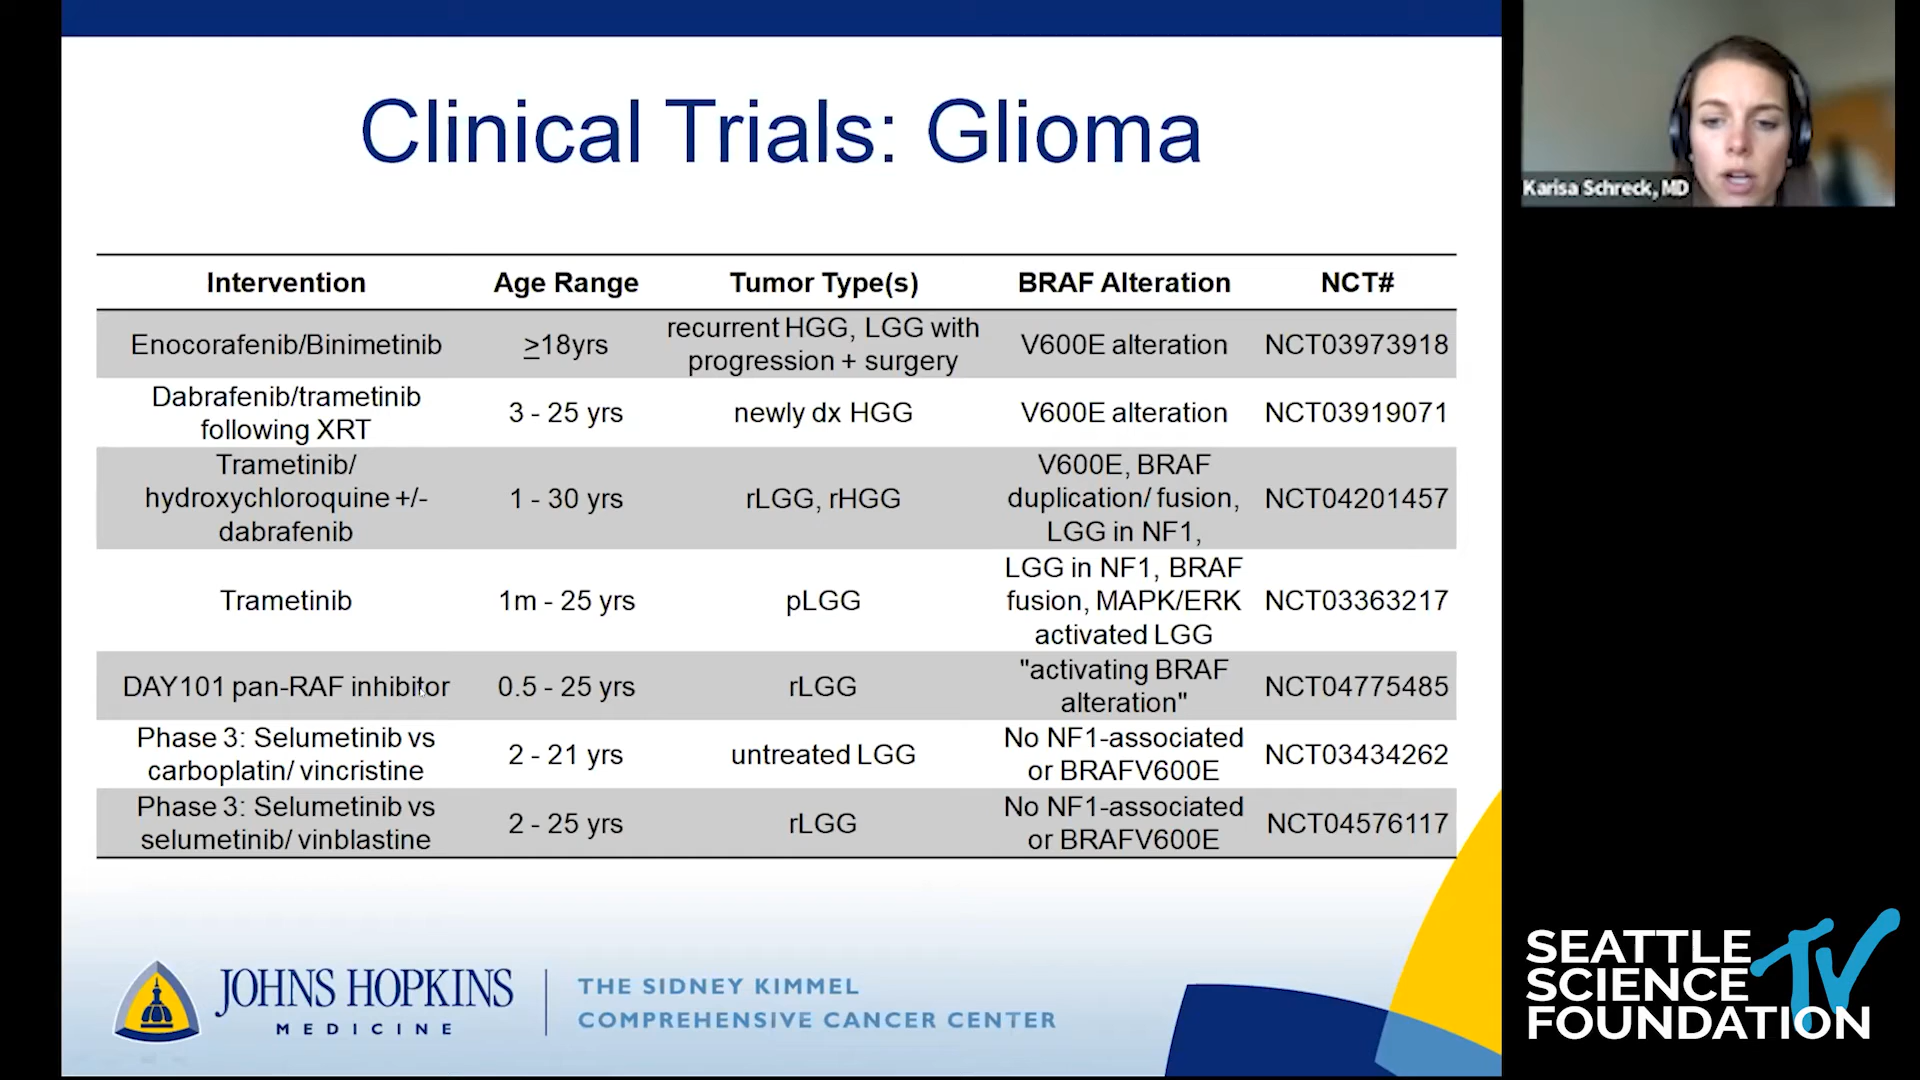 Clinical Trials: Glioma
Intervention Age Range Tumor Type(s) BRAF Alteration NCT#
Enocorafenib/Binimetinib ≥18yrs recurrent HGG, LGG with progression + surgery V600E alteration NCT03973918
Dabrafenib/trametinib following XRT 3 - 25 yrs newly dx HGG V600E alteration NCT03919071
Trametinib/ hydroxychloroquine +/- dabrafenib 1 - 30 yrs rLGG, rHGG V600E, BRAF duplication/ fusion, LGG in NF1, NCT04201457
Trametinib 1m - 25 yrs pLGG LGG in NF1, BRAF fusion, MAPK/ERK activated LGG NCT03363217
DAY101 pan-RAF inhibitor 0.5 - 25 yrs rLGG "activating BRAF alteration" NCT04775485
Phase 3: Selumetinib vs carboplatin/ vincristine 2 - 21 yrs untreated LGG No NF1-associated or BRAFV600E NCT03434262
Phase 3: Selumetinib vs selumetinib/ vinblastine 2 - 25 yrs rLGG No NF1-associated or BRAFV600E NCT04576117
JOHNS HOPKINS
MEDICINE
THE SIDNEY KIMMEL
COMPREHENSIVE CANCER CENTER
Karisa Schreck, MD
SEATTLE
SCIENCE
FOUNDATION
TV